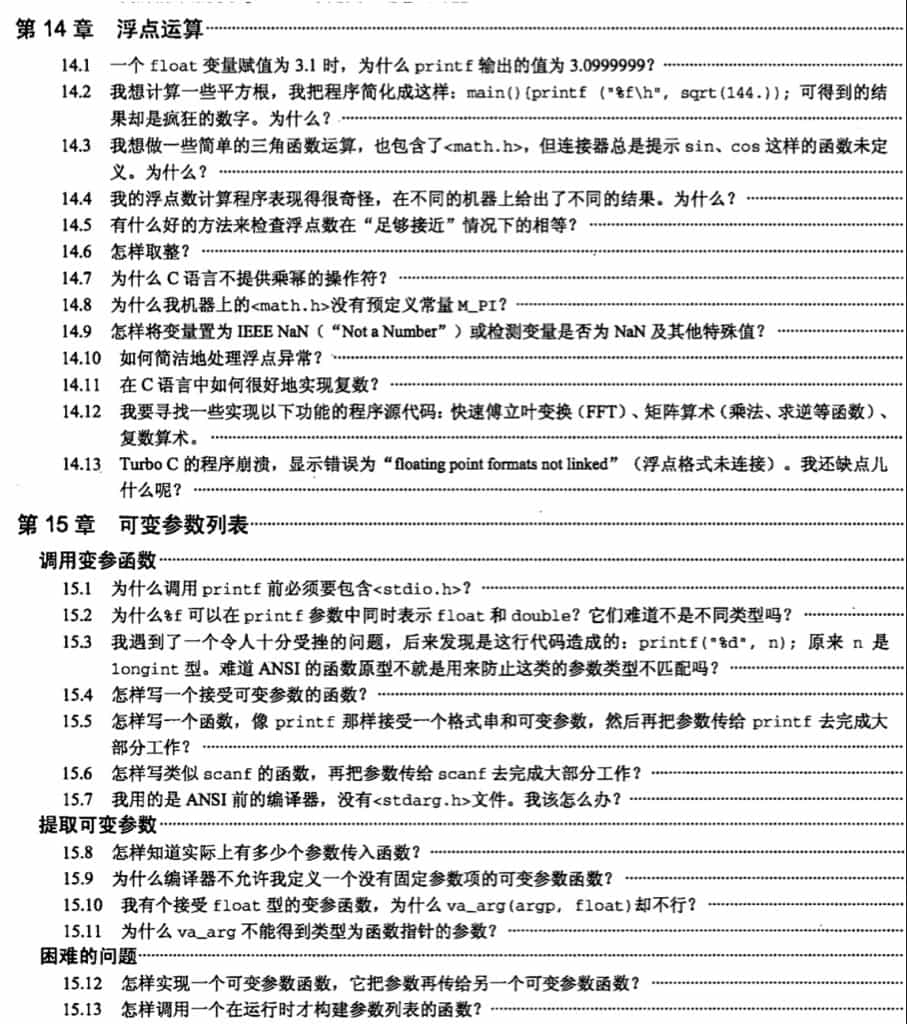 第 14 章 浮点运算
14.1 一个 float 变量赋值为 3.1 时，为什么 printf 输出的值为 3.0999999？
14.2 我想计算一些平方根，我把程序简化成这样：main(){printf ("%f\h", sqrt(144.)); 可得到的结
果却是疯狂的数字。为什么？
14.3 我想做一些简单的三角函数运算，也包含了<math.h>，但连接器总是提示 sin、cos 这样的函数未定
义。为什么？
14.4 我的浮点数计算程序表现得很奇怪，在不同的机器上给出了不同的结果。为什么？
14.5 有什么好的方法来检查浮点数在“足够接近”情况下的相等？
14.6 怎样取整？
14.7 为什么 C 语言不提供乘幂的操作符？
14.8 为什么我机器上的<math.h>没有预定义常量 M_PI？
14.9 怎样将变量置为 IEEE NaN（“Not a Number”）或检测变量是否为 NaN 及其他特殊值？
14.10 如何简洁地处理浮点异常？
14.11 在 C 语言中如何很好地实现复数？
14.12 我要寻找一些实现以下功能的程序源代码：快速傅立叶变换（FFT）、矩阵算术（乘法、求逆等函数）、
复数算术。
14.13 Turbo C 的程序崩溃，显示错误为“floating point formats not linked”（浮点格式未连接）。我还缺点儿
什么呢？
第 15 章 可变参数列表
调用变参函数
15.1 为什么调用 printf 前必须要包含<stdio.h>？
15.2 为什么%f 可以在 printf 参数中同时表示 float 和 double？它们难道不是不同类型吗？
15.3 我遇到了一个令人十分受挫的问题，后来发现是这行代码造成的：printf("%d", n); 原来 n 是
longint 型。难道 ANSI 的函数原型不就是用来防止这类的参数类型不匹配吗？
15.4 怎样写一个接受可变参数的函数？
15.5 怎样写一个函数，像 printf 那样接受一个格式串和可变参数，然后再把参数传给 printf 去完成大
部分工作？
15.6 怎样写类似 scanf 的函数，再把参数传给 scanf 去完成大部分工作？
15.7 我用的是 ANSI 前的编译器，没有<stdarg.h>文件。我该怎么办？
提取可变参数
15.8 怎样知道实际上有多少个参数传入函数？
15.9 为什么编译器不允许我定义一个没有固定参数项的可变参数函数？
15.10 我有个接受 float 型的变参函数，为什么 va_arg(argp, float)却不行？
15.11 为什么 va_arg 不能得到类型为函数指针的参数？
困难的问题
15.12 怎样实现一个可变参数函数，它把参数再传给另一个可变参数函数？
15.13 怎样调用一个在运行时才构建参数列表的函数？